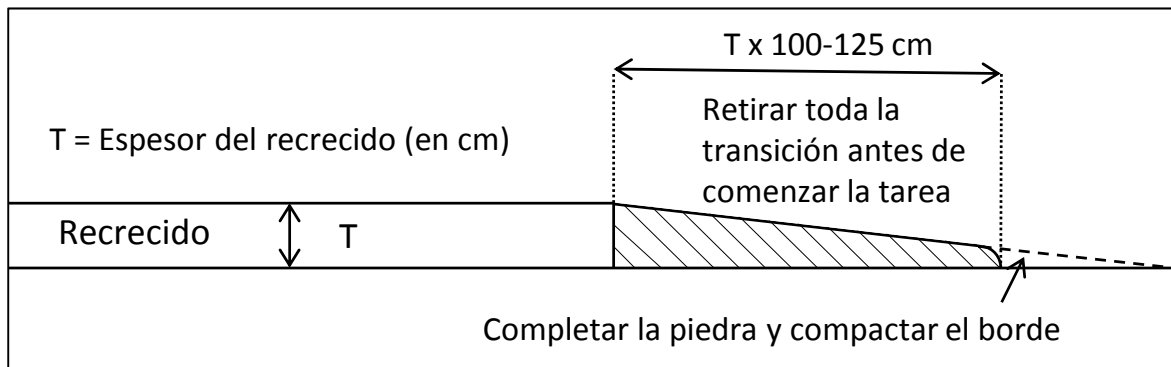 T x 100-125 cm
Retirar toda la
transición antes de
comenzar la tarea
T = Espesor del recrecido (en cm)
Recrecido
T
Completar la piedra y compactar el borde